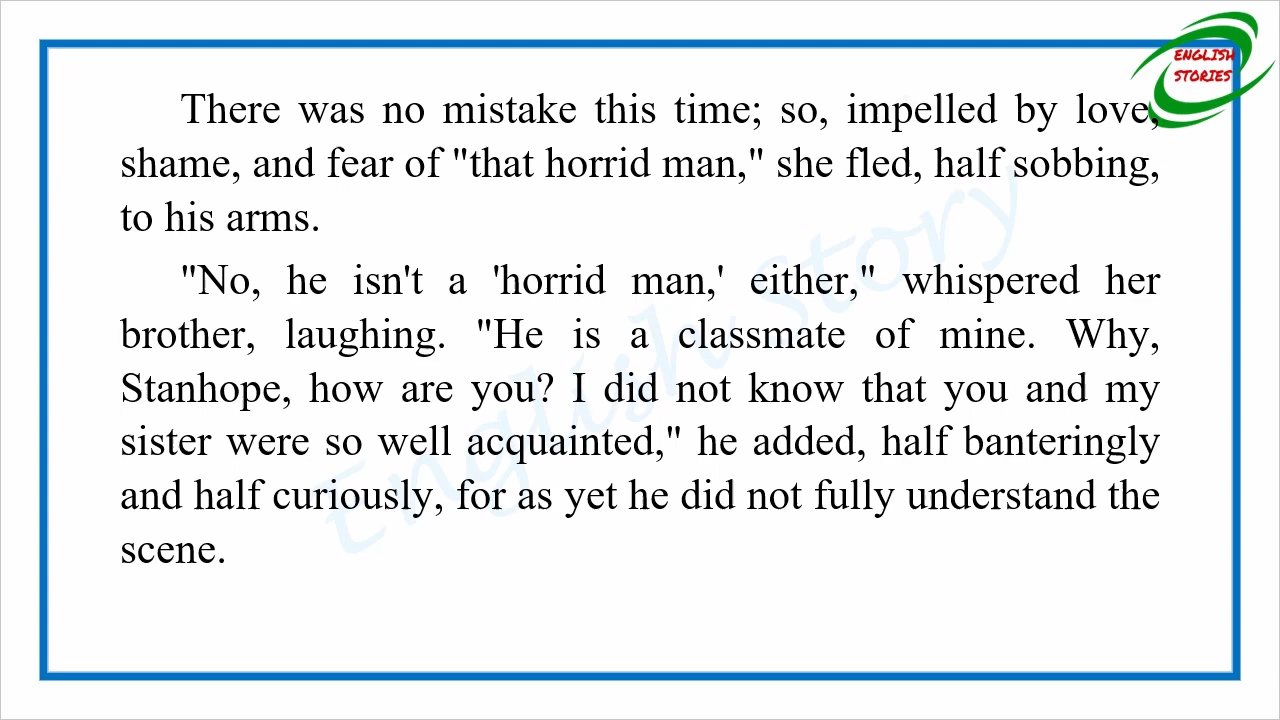 ENGLISH
STORIES
There was no mistake this time; so, impelled by love,
shame, and fear of "that horrid man," she fled, half sobbing,
to his arms.
"No, he isn't a 'horrid man,' either," whispered her
brother, laughing. "He is a classmate of mine. Why,
Stanhope, how are you? I did not know that you and my
sister were so well acquainted," he added, half banteringly
and half curiously, for as yet he did not fully understand the
scene.
English Story